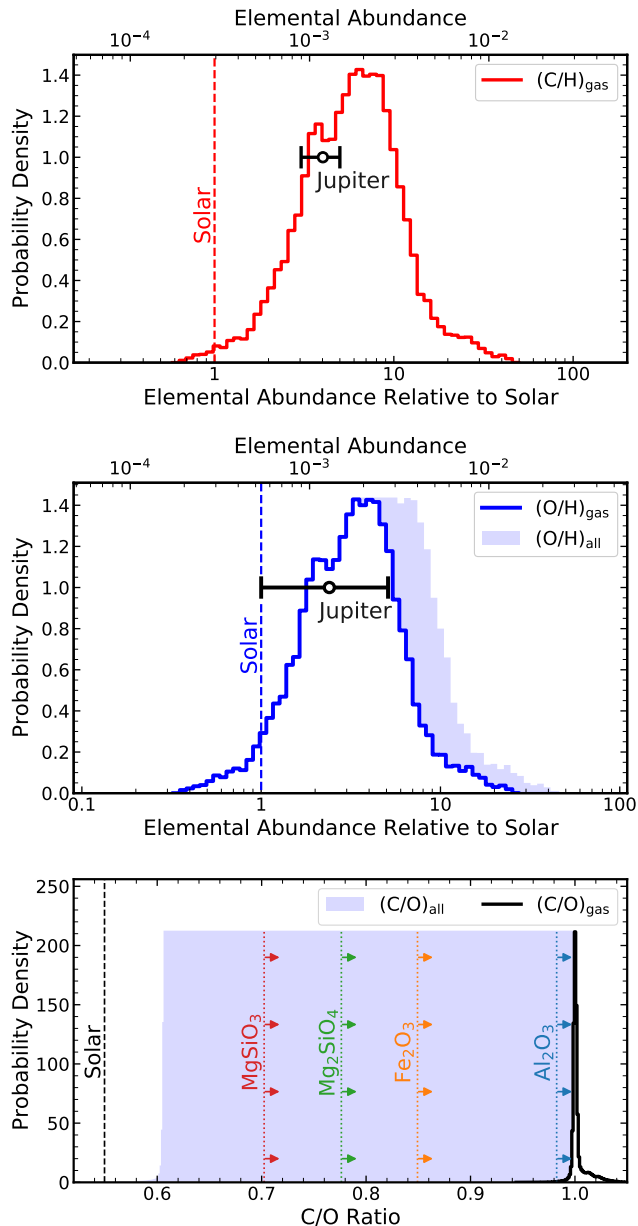 Elemental Abundance
10⁻⁴ 10⁻³ 10⁻²
1.4
1.2
1.0
0.8
0.6
0.4
0.2
0.0
Probability Density
(C/H)gas
Jupiter
Solar
1 10 100
Elemental Abundance Relative to Solar
Elemental Abundance
10⁻⁴ 10⁻³ 10⁻²
1.4
1.2
1.0
0.8
0.6
0.4
0.2
0.0
Probability Density
(O/H)gas
(O/H)all
Jupiter
Solar
0.1 1 10 100
Elemental Abundance Relative to Solar
250
200
150
100
50
0
Probability Density
(C/O)all (C/O)gas
Solar
MgSiO₃
Mg₂SiO₄
Fe₂O₃
Al₂O₃
0.6 0.7 0.8 0.9 1.0
C/O Ratio